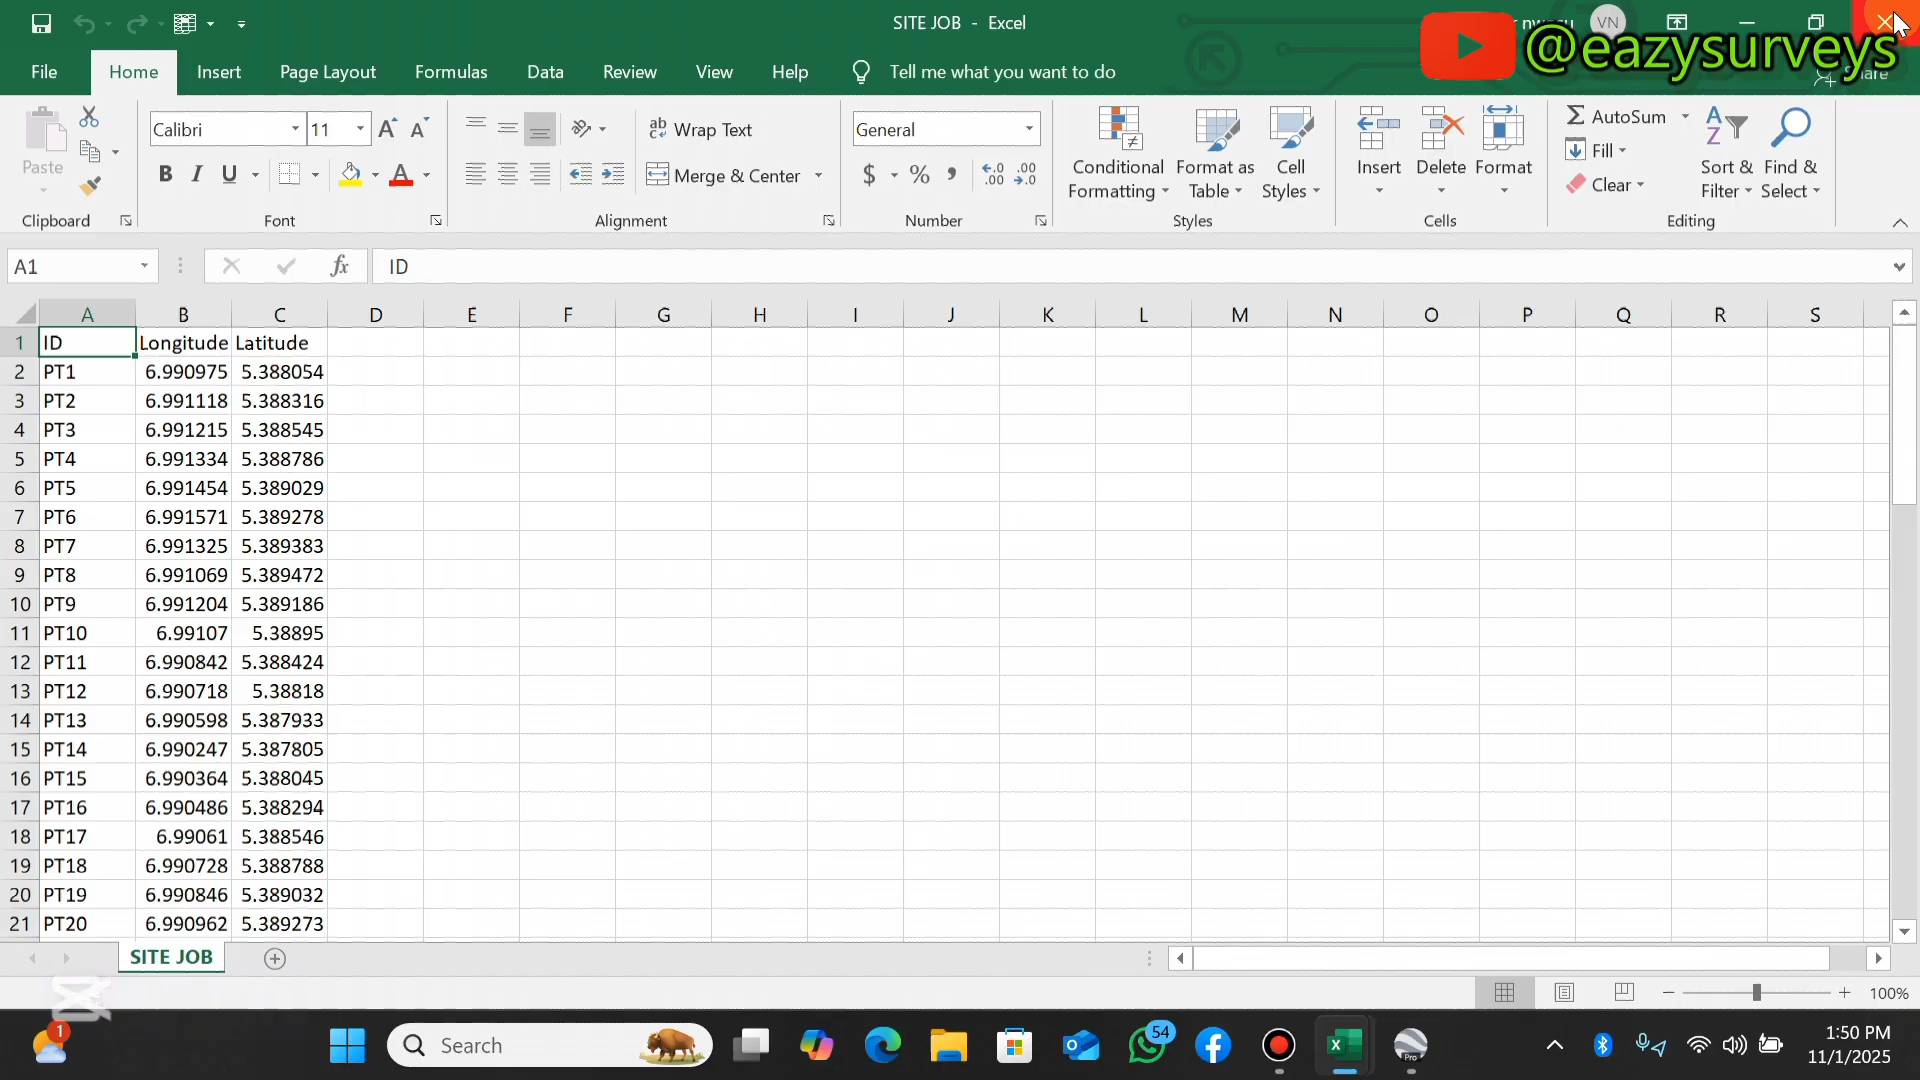 SITE JOB - Excel
VN
@eazysurveys
File Home Insert Page Layout Formulas Data Review View Help Tell me what you want to do
Paste
Clipboard
Calibri 11
B I U
Font
Wrap Text
Merge & Center
Alignment
General
$ % ,
Number
Conditional Formatting
Format as Table
Cell Styles
Styles
Insert Delete Format
Cells
AutoSum
Fill
Clear
Sort & Filter
Find & Select
Editing
A1 fx ID
A B C D E F G H I J K L M N O P Q R S
1 ID Longitude Latitude
2 PT1 6.990975 5.388054
3 PT2 6.991118 5.388316
4 PT3 6.991215 5.388545
5 PT4 6.991334 5.388786
6 PT5 6.991454 5.389029
7 PT6 6.991571 5.389278
8 PT7 6.991325 5.389383
9 PT8 6.991069 5.389472
10 PT9 6.991204 5.389186
11 PT10 6.99107 5.38895
12 PT11 6.990842 5.388424
13 PT12 6.990718 5.38818
14 PT13 6.990598 5.387933
15 PT14 6.990247 5.387805
16 PT15 6.990364 5.388045
17 PT16 6.990486 5.388294
18 PT17 6.99061 5.388546
19 PT18 6.990728 5.388788
20 PT19 6.990846 5.389032
21 PT20 6.990962 5.389273
SITE JOB
100%
1
Search
54
Pro
1:50 PM
11/1/2025